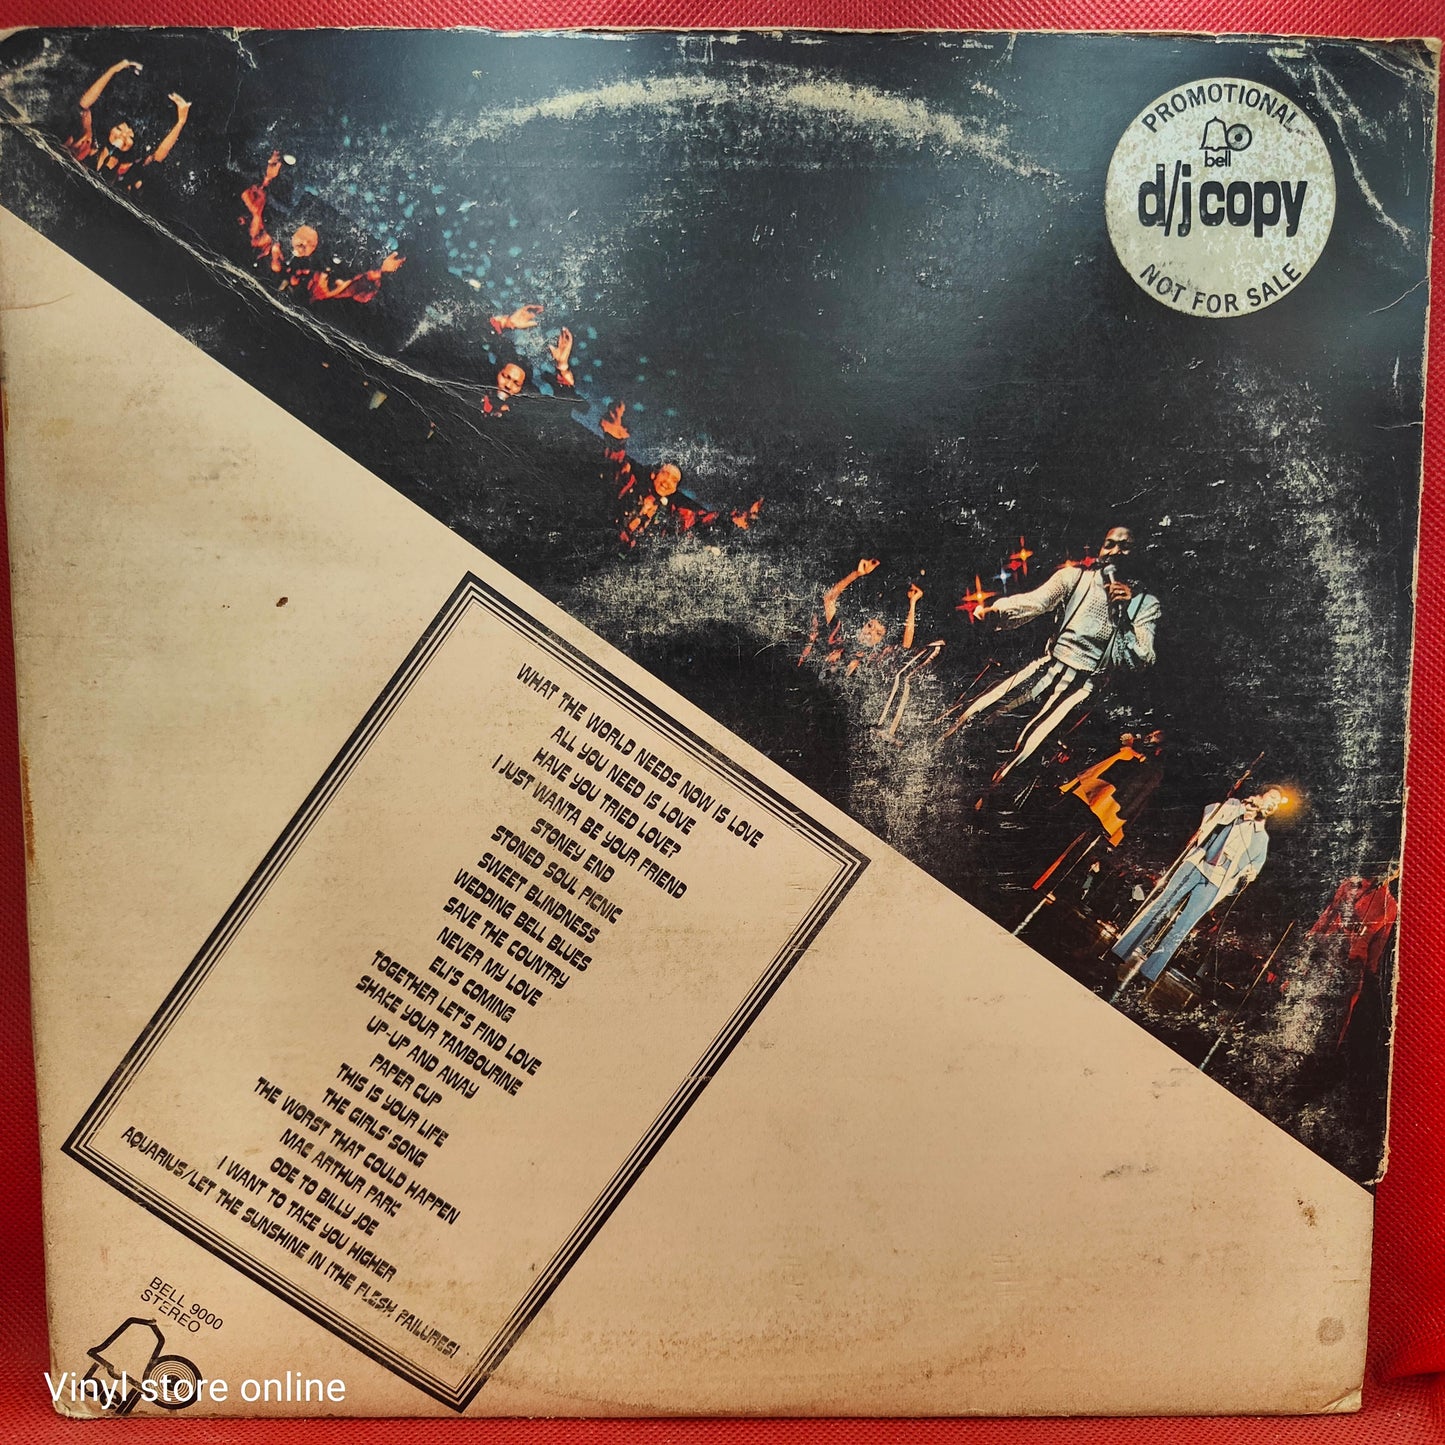 PROMOTIONAL
bell
d/j copy
NOT FOR SALE
WHAT THE WORLD NEEDS NOW IS LOVE
ALL YOU NEED IS LOVE
HAVE YOU TRIED LOVE?
I JUST WANTA BE YOUR FRIEND
STONEY END
STONED SOUL PICNIC
SWEET BLINDNESS
WEDDING BELL BLUES
SAVE THE COUNTRY
NEVER MY LOVE
ELI'S COMING
TOGETHER LET'S FIND LOVE
SHAKE YOUR TAMBOURINE
UP-UP AND AWAY
PAPER CUP
THIS IS YOUR LIFE
THE GIRLS' SONG
THE WORST THAT COULD HAPPEN
MAC ARTHUR PARK
ODE TO BILLY JOE
I WANT TO TAKE YOU HIGHER
AQUARIUS/LET THE SUNSHINE IN (THE FLESH FAILURES)
BELL 9000
STEREO
bell
Vinyl store online